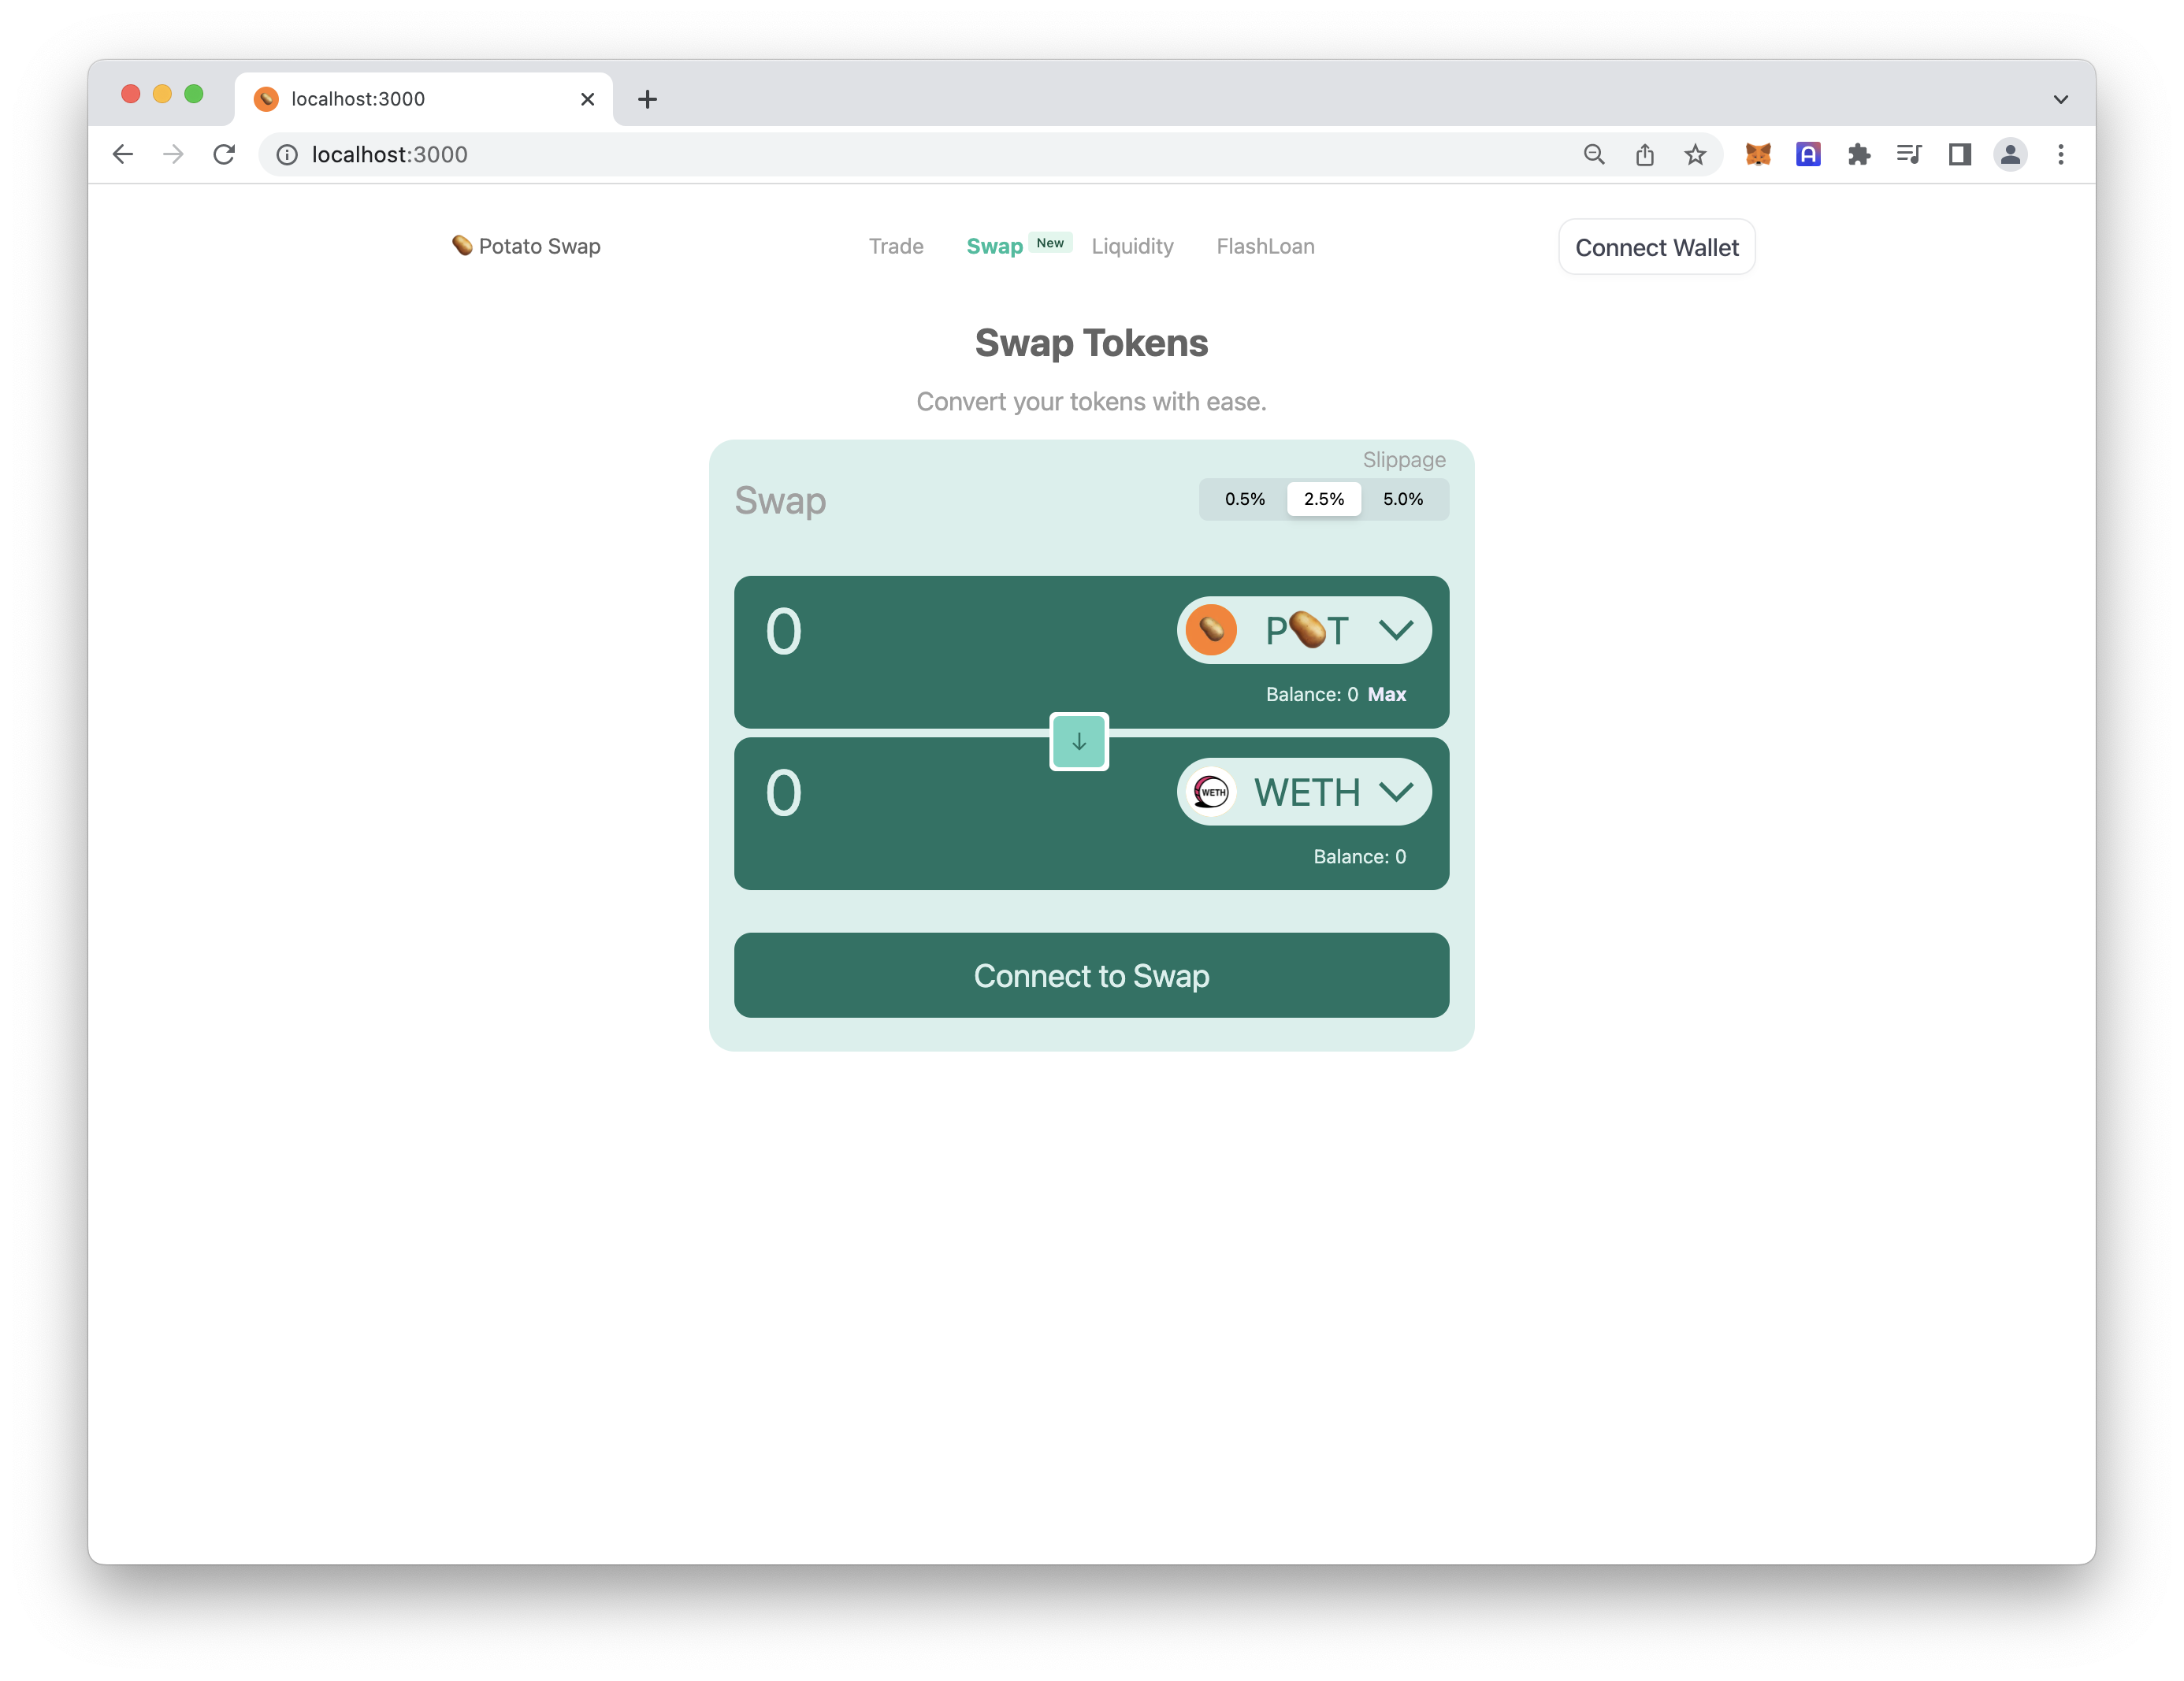 localhost:3000
localhost:3000
🥔 Potato Swap
Trade
Swap New
Liquidity
FlashLoan
Connect Wallet
Swap Tokens
Convert your tokens with ease.
Slippage
Swap
0.5% 2.5% 5.0%
0
P🥔T
Balance: 0 Max
0
WETH
WETH
Balance: 0
Connect to Swap